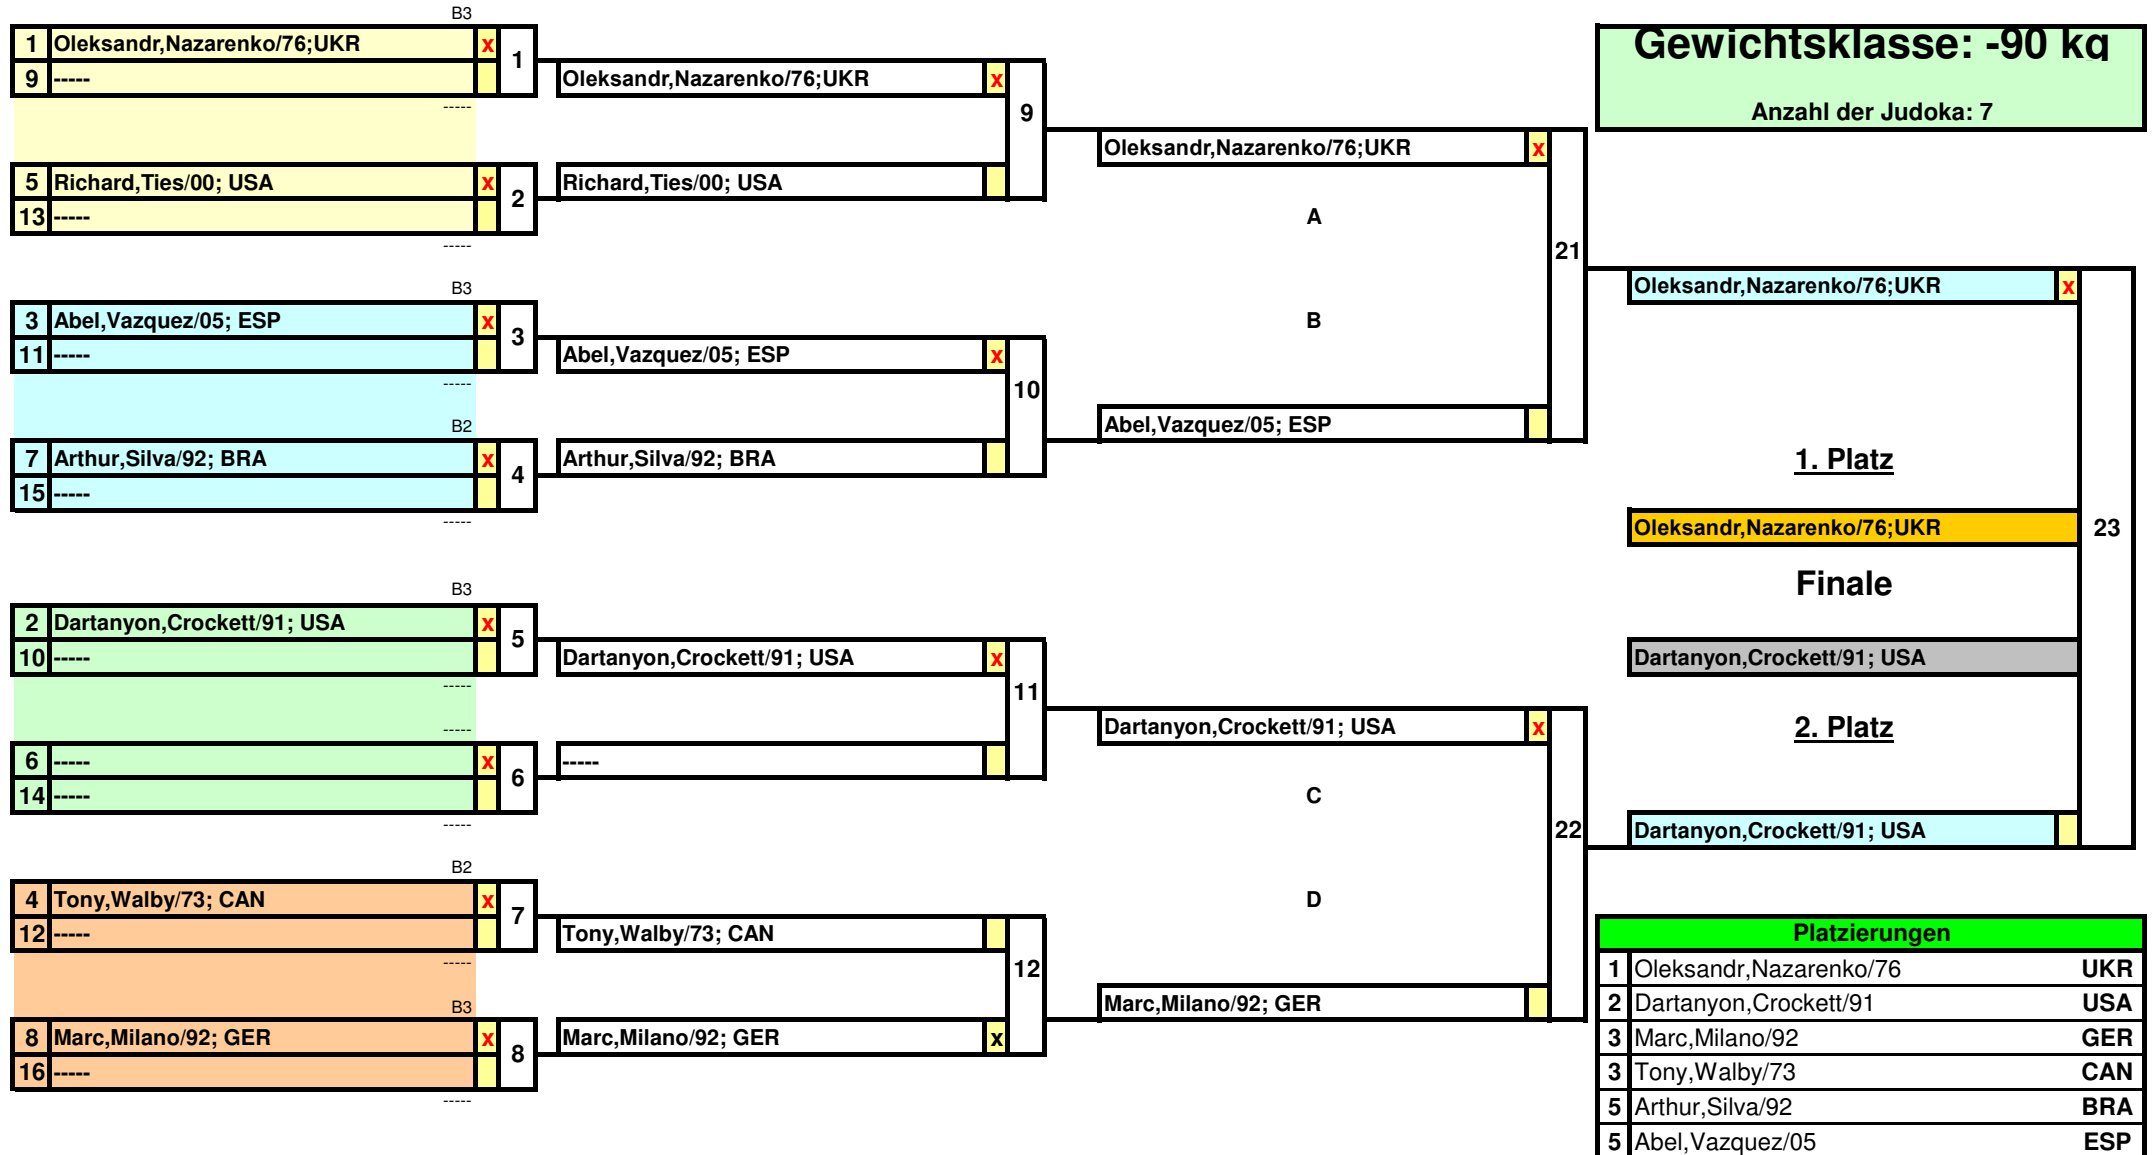 B3
1 Oleksandr,Nazarenko/76;UKR x
9 -----
1
-----
5 Richard,Ties/00; USA x
13 -----
2
-----
B3
3 Abel,Vazquez/05; ESP x
11 -----
3
-----
B2
7 Arthur,Silva/92; BRA x
15 -----
4
-----
B3
2 Dartanyon,Crockett/91; USA x
10 -----
5
-----
-----
6 ----- x
14 -----
6
-----
B2
4 Tony,Walby/73; CAN x
12 -----
7
-----
B3
8 Marc,Milano/92; GER x
16 -----
8
-----
Oleksandr,Nazarenko/76;UKR x
9
Richard,Ties/00; USA
Abel,Vazquez/05; ESP x
10
Arthur,Silva/92; BRA
Dartanyon,Crockett/91; USA x
11
-----
Tony,Walby/73; CAN
12
Marc,Milano/92; GER x
Oleksandr,Nazarenko/76;UKR x
A
21
B
Abel,Vazquez/05; ESP
Dartanyon,Crockett/91; USA x
C
22
D
Marc,Milano/92; GER
Gewichtsklasse: -90 kg
Anzahl der Judoka: 7
Oleksandr,Nazarenko/76;UKR x
1. Platz
Oleksandr,Nazarenko/76;UKR
23
Finale
Dartanyon,Crockett/91; USA
2. Platz
Dartanyon,Crockett/91; USA
Platzierungen
1 Oleksandr,Nazarenko/76 UKR
2 Dartanyon,Crockett/91 USA
3 Marc,Milano/92 GER
3 Tony,Walby/73 CAN
5 Arthur,Silva/92 BRA
5 Abel,Vazquez/05 ESP